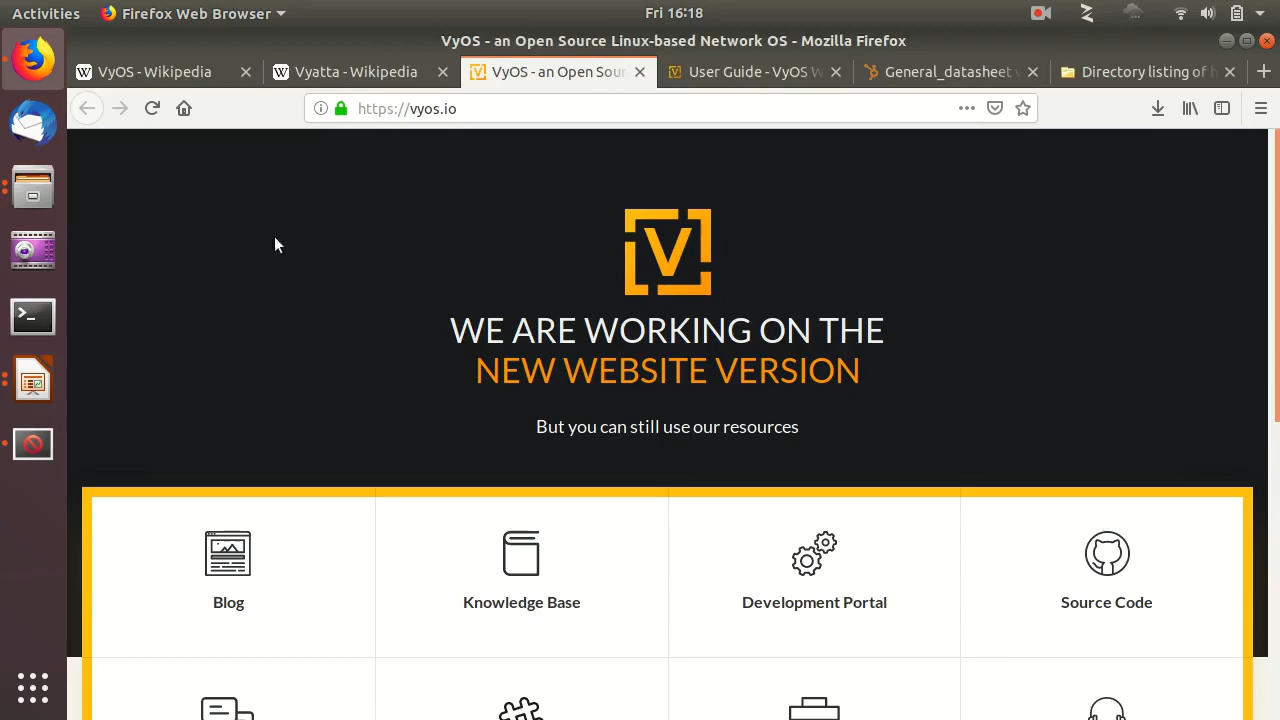 Activities
Firefox Web Browser
Fri 16:18
VyOS - an Open Source Linux-based Network OS - Mozilla Firefox
VyOS - Wikipedia
Vyatta - Wikipedia
VyOS - an Open Sour
User Guide - VyOS W
General_datasheet v
Directory listing of h
https://vyos.io
V
WE ARE WORKING ON THE
NEW WEBSITE VERSION
But you can still use our resources
Blog
Knowledge Base
Development Portal
Source Code